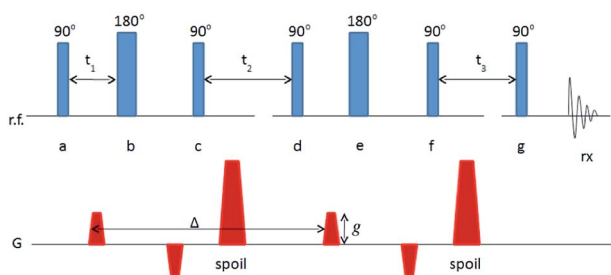 90° 180° 90° 90° 180° 90° 90°
t₁ t₂ t₃
r.f.
a b c d e f g rx
Δ g
G
spoil spoil